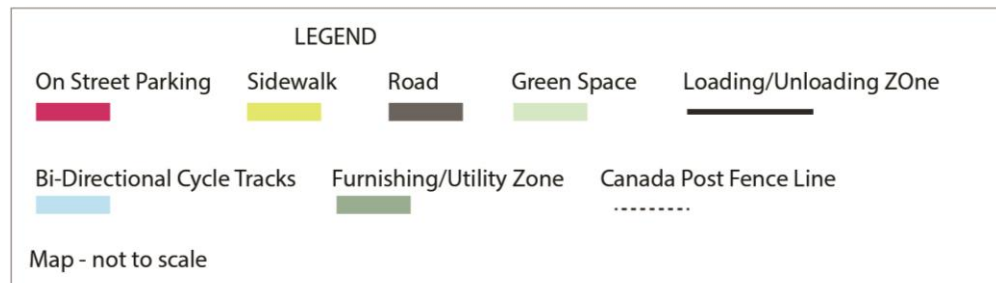 LEGEND
On Street Parking Sidewalk Road Green Space Loading/Unloading ZOne
Bi-Directional Cycle Tracks Furnishing/Utility Zone Canada Post Fence Line
Map - not to scale